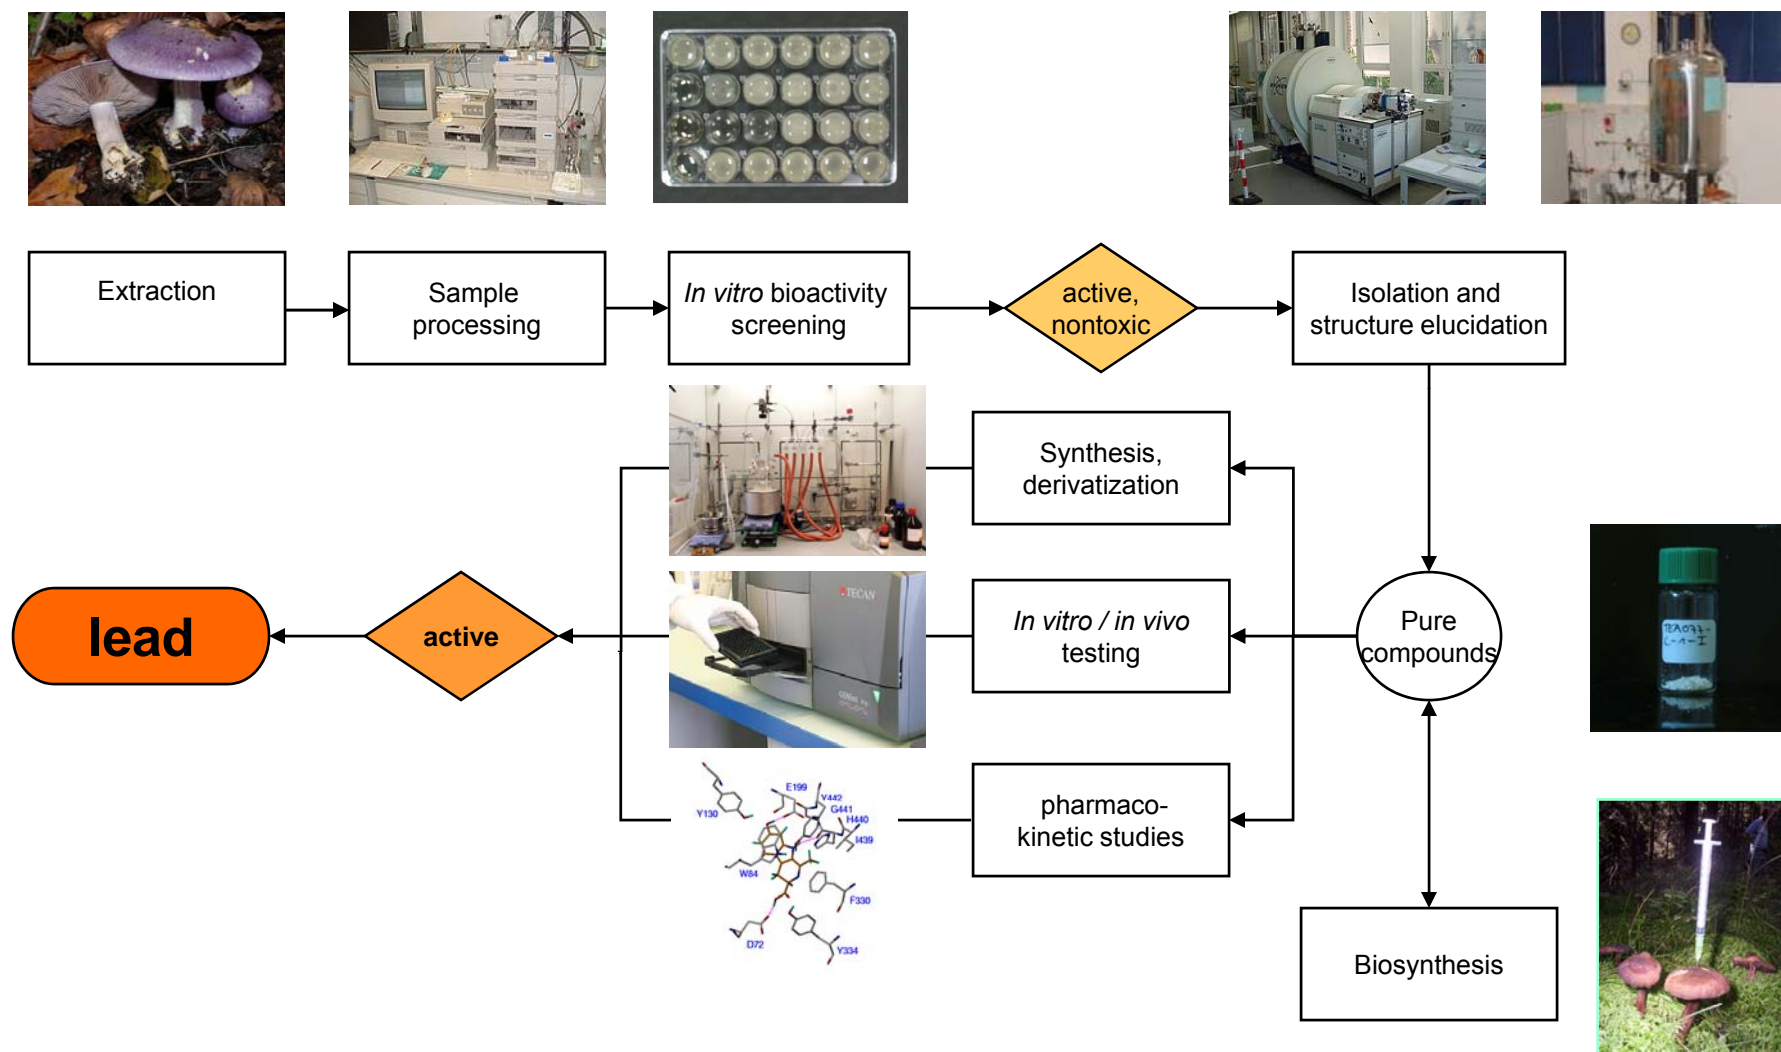 Extraction
Sample
processing
In vitro bioactivity
screening
active,
nontoxic
Isolation and
structure elucidation
Synthesis,
derivatization
TECAN
lead
active
In vitro / in vivo
testing
Pure
compounds
E199
Y442
G441
Y130
H440
I439
W84
F330
D72
Y334
pharmaco-
kinetic studies
Biosynthesis